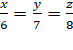 x/6 = y/7 = z/8